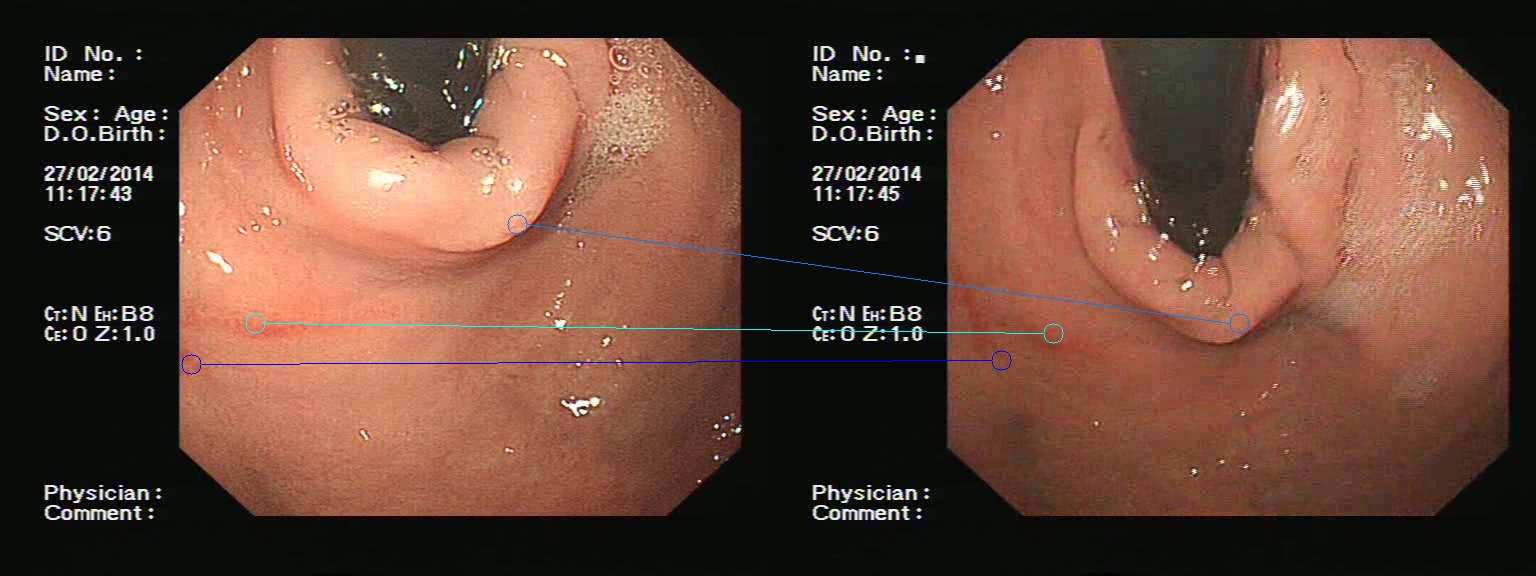 ID No. :
Name:
Sex: Age:
D.O.Birth:
27/02/2014
11:17:43
SCV:6
CT:N EH:B8
CE:0 Z:1.0
Physician:
Comment:
ID No. :
Name:
Sex: Age:
D.O.Birth:
27/02/2014
11:17:45
SCV:6
CT:N EH:B8
CE:0 Z:1.0
Physician:
Comment: